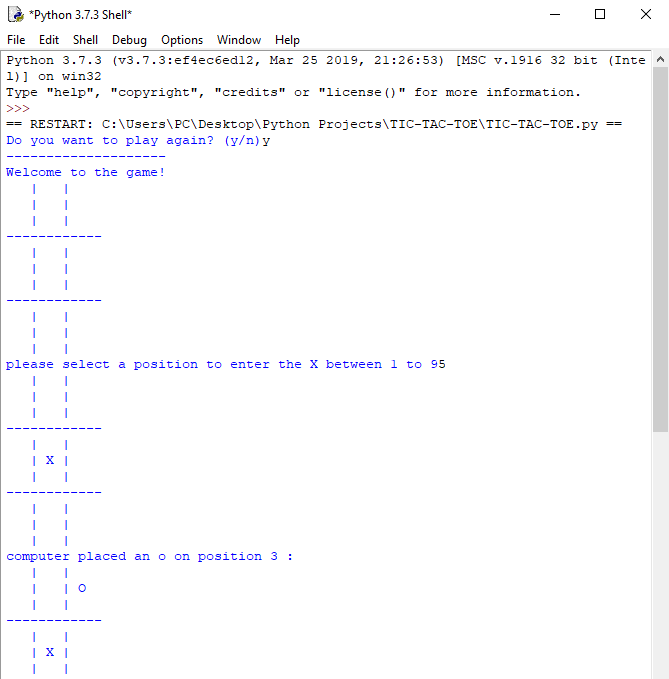 *Python 3.7.3 Shell*
File Edit Shell Debug Options Window Help
Python 3.7.3 (v3.7.3:ef4ec6ed12, Mar 25 2019, 21:26:53) [MSC v.1916 32 bit (Inte
l)] on win32
Type "help", "copyright", "credits" or "license()" for more information.
>>>
== RESTART: C:\Users\PC\Desktop\Python Projects\TIC-TAC-TOE\TIC-TAC-TOE.py ==
Do you want to play again? (y/n)y
--------------------
Welcome to the game!
   |   |
   |   |
   |   |
------------
   |   |
   |   |
   |   |
------------
   |   |
   |   |
   |   |
please select a position to enter the X between 1 to 95
   |   |
   |   |
   |   |
------------
   |   |
   | X |
   |   |
------------
   |   |
   |   |
   |   |
computer placed an o on position 3 :
   |   |
   |   | O
   |   |
------------
   |   |
   | X |
   |   |